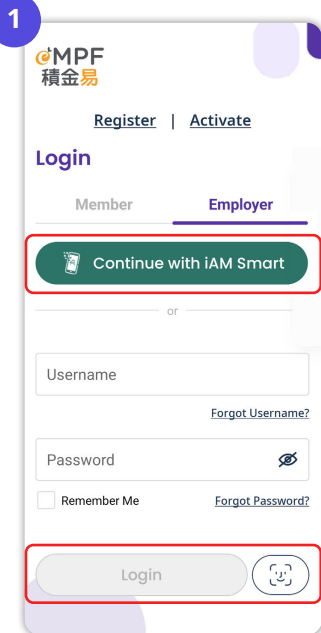 1
eMPF
積金易
Register | Activate
Login
Member Employer
Continue with iAM Smart
or
Username
Forgot Username?
Password
Remember Me Forgot Password?
Login